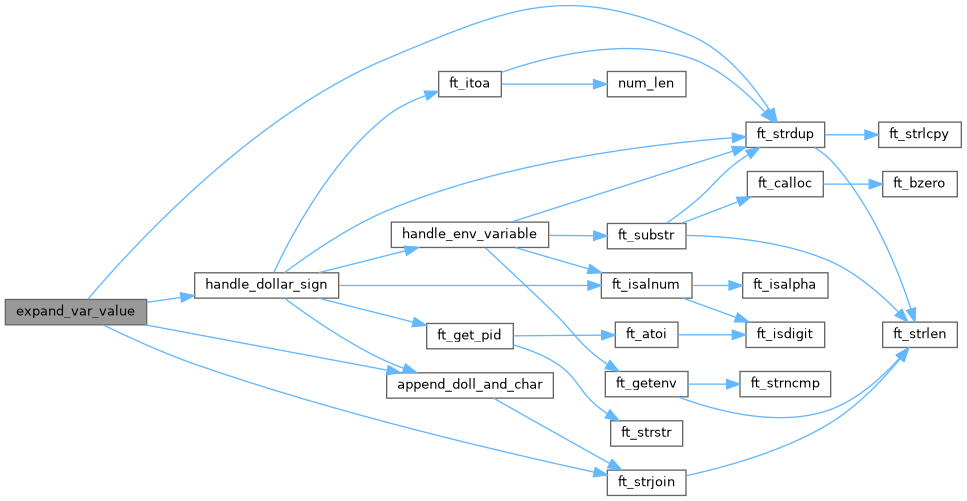 expand_var_value
handle_dollar_sign
ft_itoa
handle_env_variable
ft_get_pid
append_doll_and_char
num_len
ft_substr
ft_isalnum
ft_atoi
ft_getenv
ft_strstr
ft_strjoin
ft_strdup
ft_calloc
ft_isalpha
ft_isdigit
ft_strncmp
ft_strlcpy
ft_bzero
ft_strlen